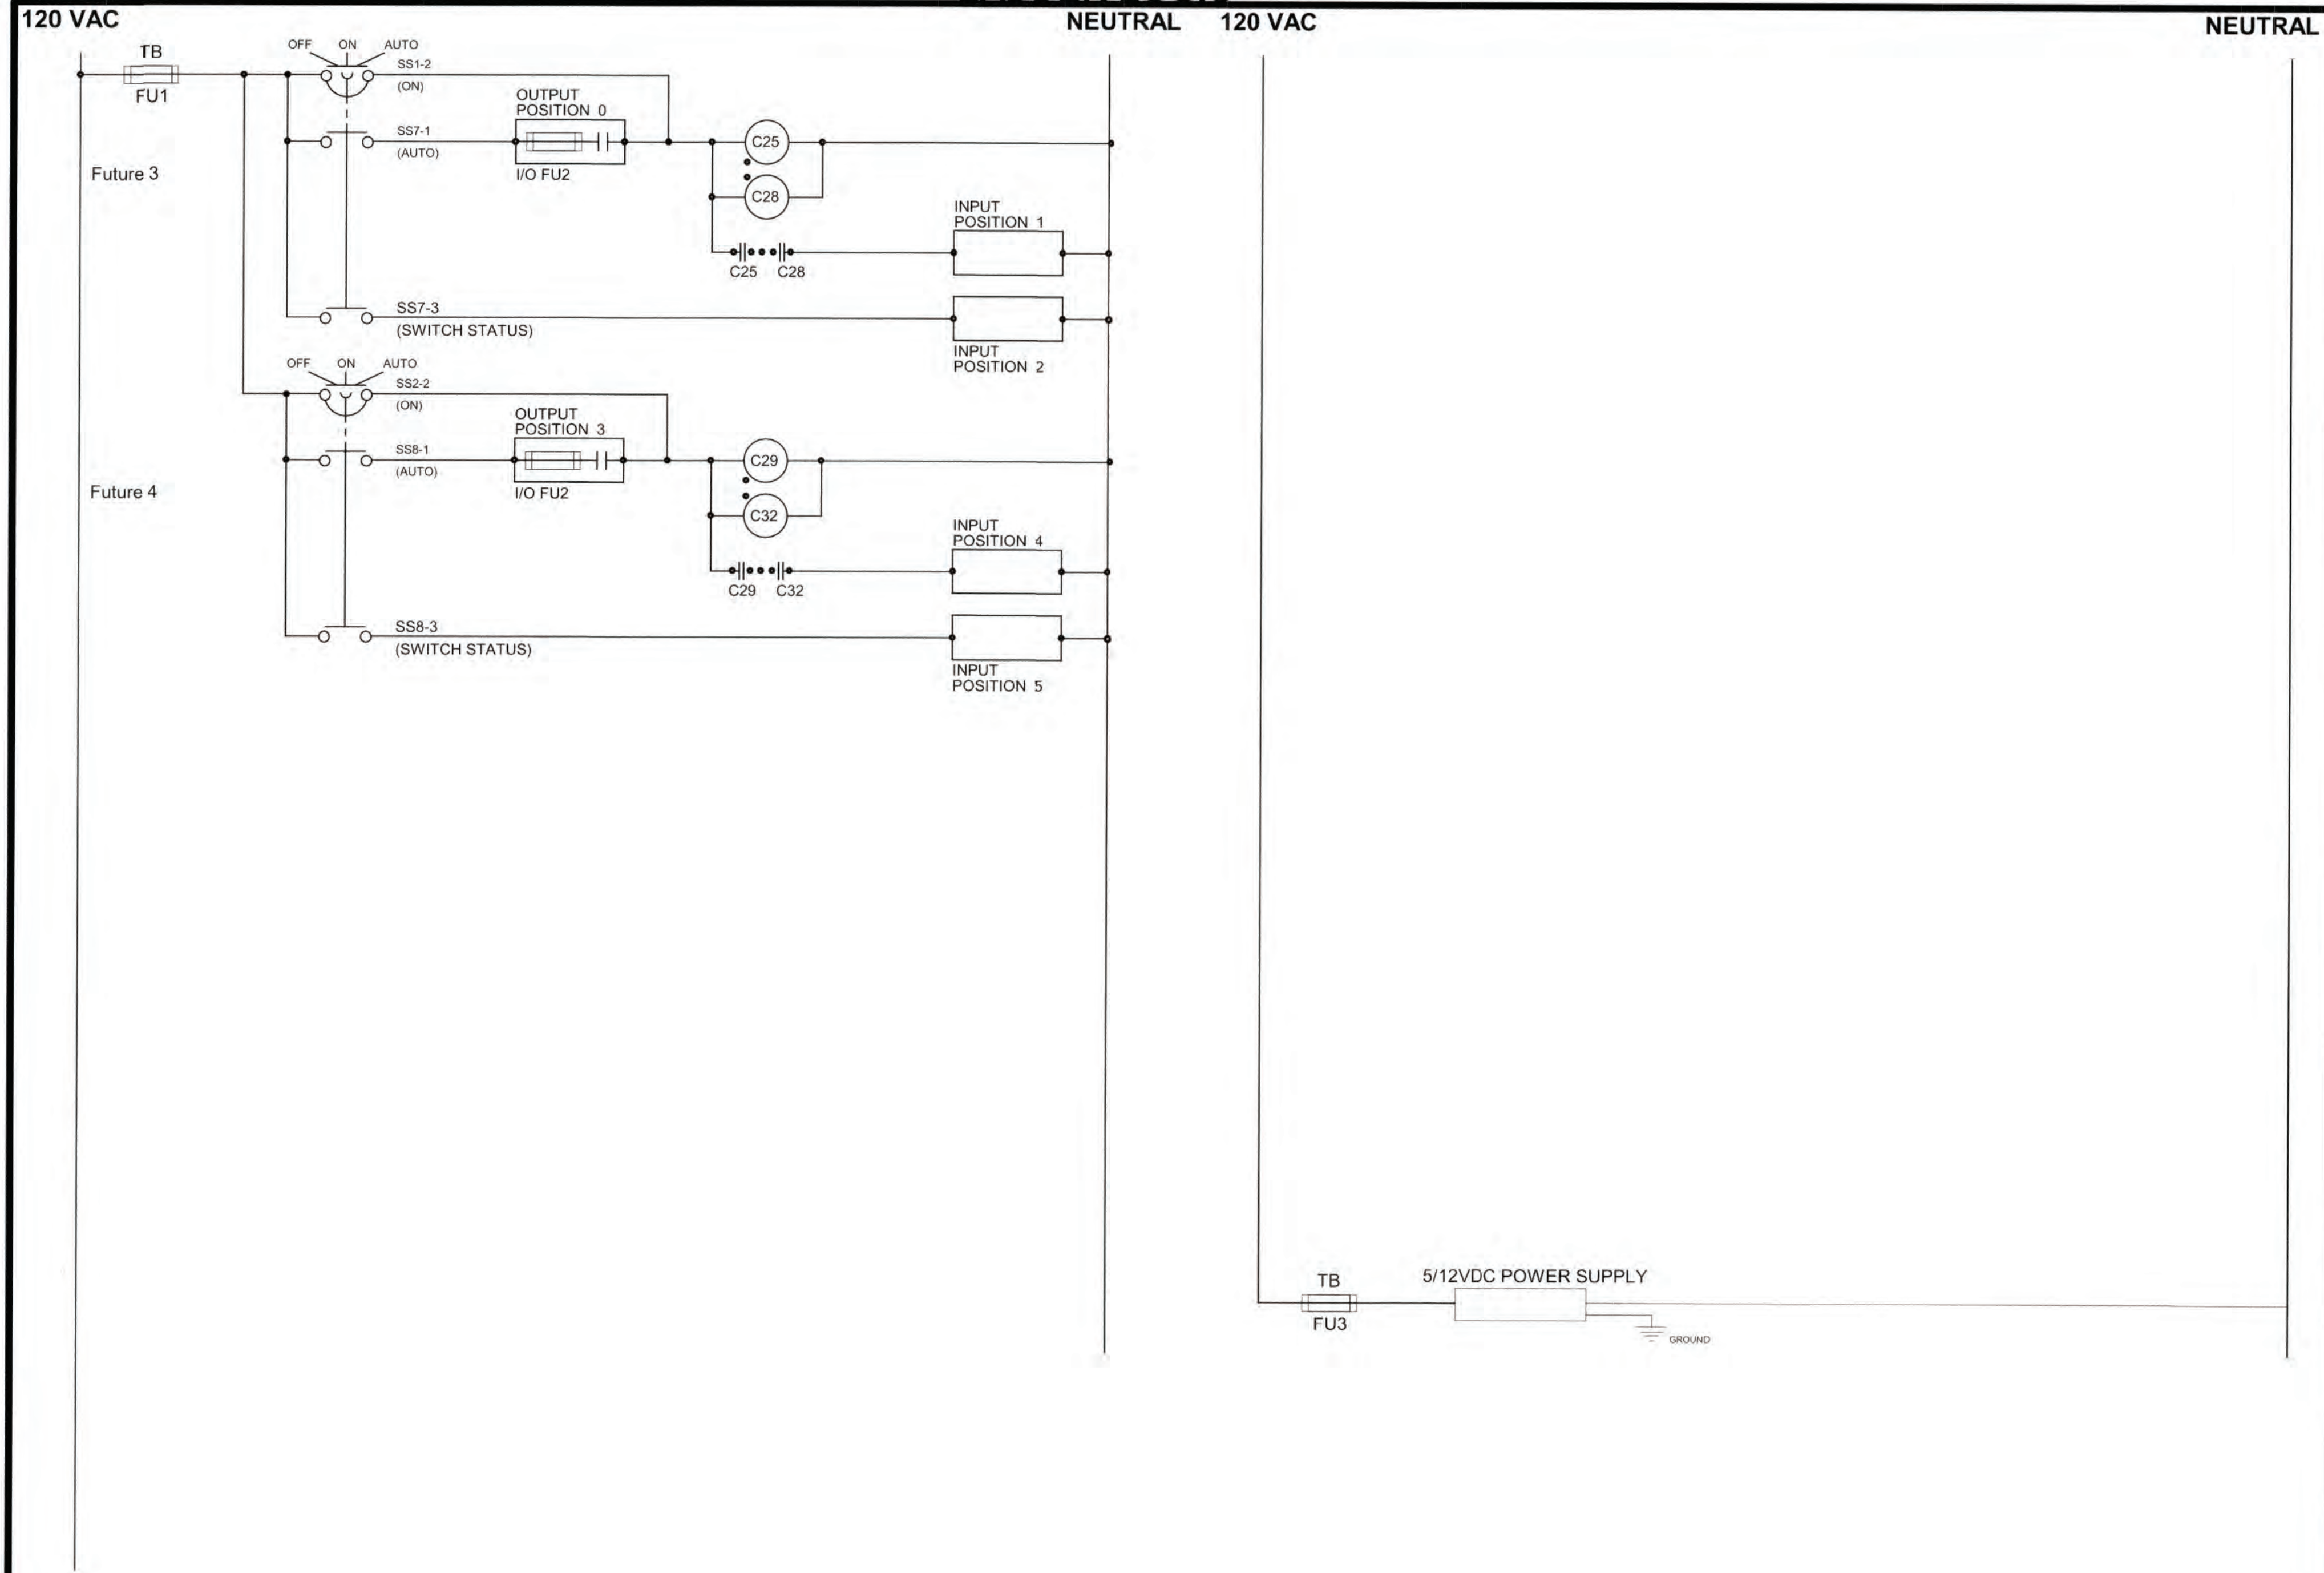 120 VAC
NEUTRAL
120 VAC
NEUTRAL
TB
FU1
OFF ON AUTO
SS1-2
(ON)
OUTPUT
POSITION 0
SS7-1
(AUTO)
I/O FU2
Future 3
C25
C28
INPUT
POSITION 1
C25 C28
SS7-3
(SWITCH STATUS)
INPUT
POSITION 2
OFF ON AUTO
SS2-2
(ON)
OUTPUT
POSITION 3
SS8-1
(AUTO)
I/O FU2
Future 4
C29
C32
INPUT
POSITION 4
C29 C32
SS8-3
(SWITCH STATUS)
INPUT
POSITION 5
TB
FU3
5/12VDC POWER SUPPLY
GROUND